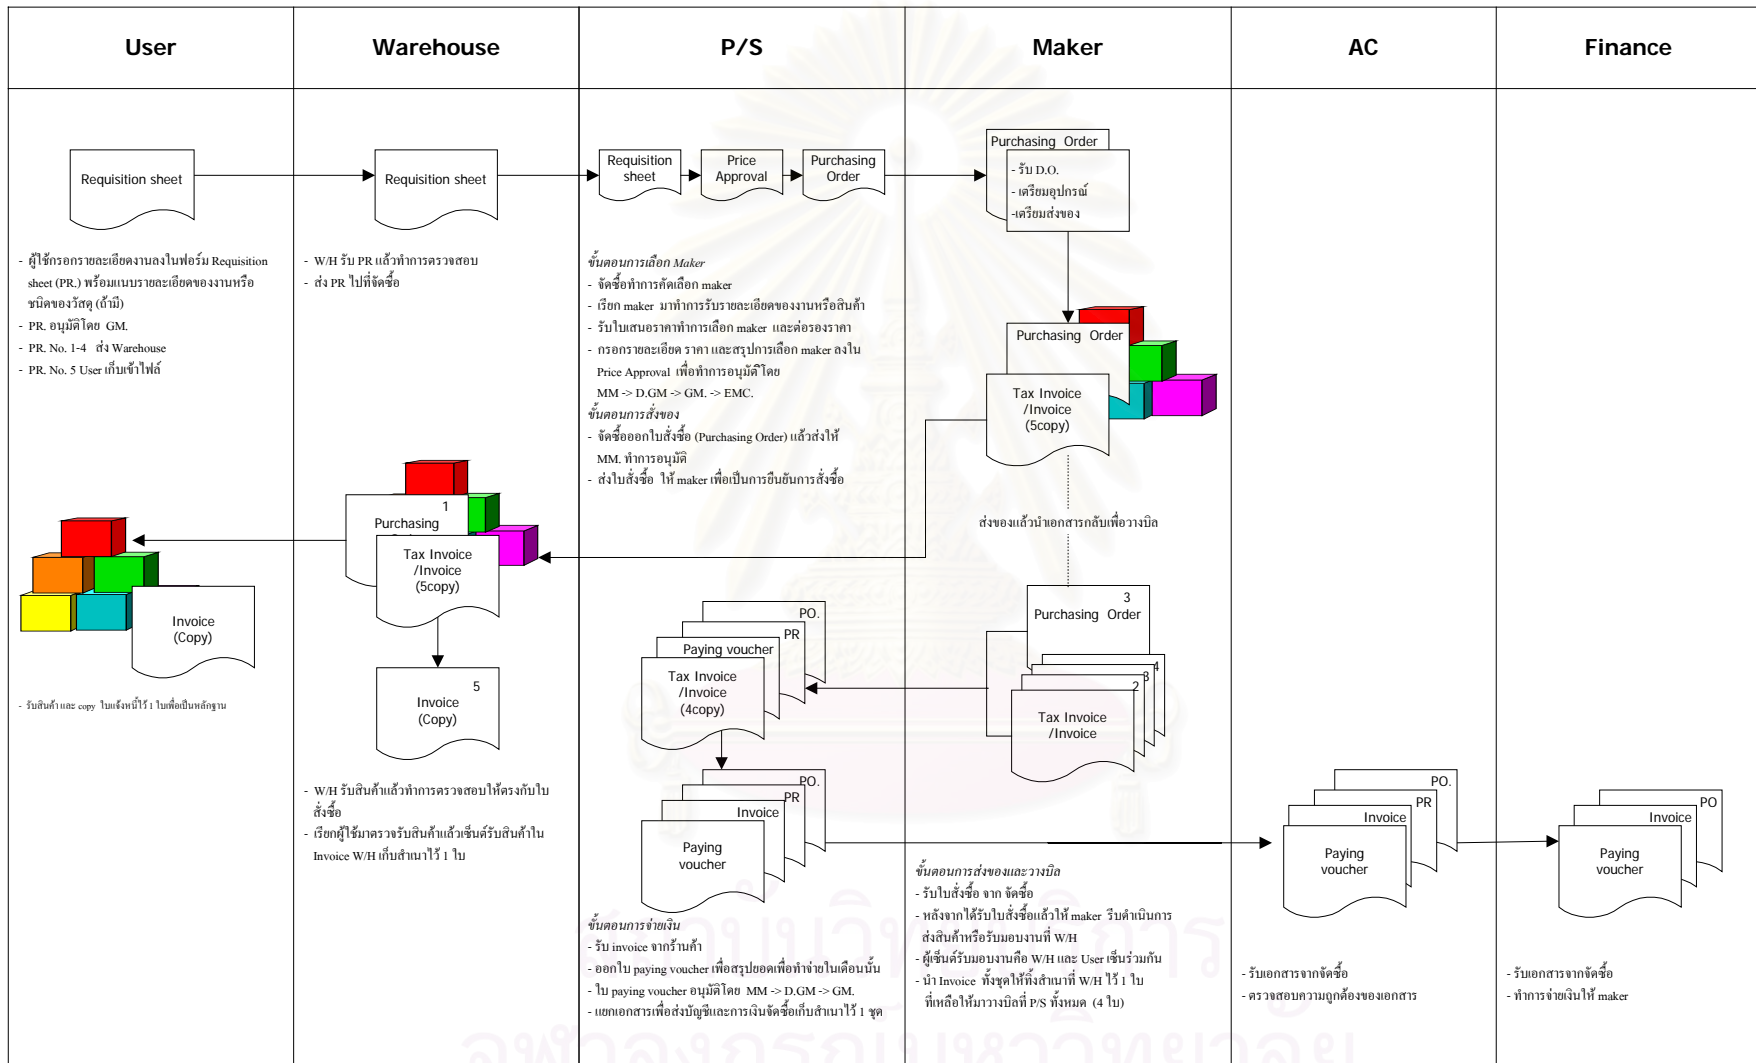 User
Warehouse
P/S
Maker
AC
Finance
Requisition sheet
- ผู้ใช้กรอกรายละเอียดงานลงในฟอร์ม Requisition
sheet (PR.) พร้อมแนบรายละเอียดของงานหรือ
ชนิดของวัสดุ (ถ้ามี)
- PR. อนุมัติโดย GM.
- PR. No. 1-4 ส่ง Warehouse
- PR. No. 5 User เก็บเข้าไฟล์
Invoice
(Copy)
- รับสินค้า และ copy ใบแจ้งหนี้ไว้ 1 ใบเพื่อเป็นหลักฐาน
Requisition sheet
- W/H รับ PR แล้วทำการตรวจสอบ
- ส่ง PR ไปที่จัดซื้อ
1
Purchasing
Tax Invoice
/Invoice
(5copy)
5
Invoice
(Copy)
- W/H รับสินค้าแล้วทำการตรวจสอบให้ตรงกับใบ
สั่งซื้อ
- เรียกผู้ใช้มาตรวจรับสินค้าแล้วเซ็นต์รับสินค้าใน
Invoice W/H เก็บสำเนาไว้ 1 ใบ
Requisition
sheet
Price
Approval
Purchasing
Order
ขั้นตอนการเลือก Maker
- จัดซื้อทำการคัดเลือก maker
- เรียก maker มาทำการรับรายละเอียดของงานหรือสินค้า
- รับใบเสนอราคาทำการเลือก maker และต่อรองราคา
- กรอกรายละเอียด ราคา และสรุปการเลือก maker ลงใน
Price Approval เพื่อทำการอนุมัติโดย
MM -> D.GM -> GM. -> EMC.
ขั้นตอนการสั่งของ
- จัดซื้อออกใบสั่งซื้อ (Purchasing Order) แล้วส่งให้
MM. ทำการอนุมัติ
- ส่งใบสั่งซื้อ ให้ maker เพื่อเป็นการยืนยันการสั่งซื้อ
PO.
PR
Paying voucher
Tax Invoice
/Invoice
(4copy)
PO.
PR
Invoice
Paying
voucher
ขั้นตอนการจ่ายเงิน
- รับ invoice จากร้านค้า
- ออกใบ paying voucher เพื่อสรุปยอดเพื่อทำจ่ายในเดือนนั้น
- ใบ paying voucher อนุมัติโดย MM -> D.GM -> GM.
- แยกเอกสารเพื่อส่งบัญชีและการเงินจัดซื้อเก็บสำเนาไว้ 1 ชุด
Purchasing Order
- รับ D.O.
- เตรียมอุปกรณ์
-เตรียมส่งของ
Purchasing Order
Tax Invoice
/Invoice
(5copy)
ส่งของแล้วนำเอกสารกลับเพื่อวางบิล
3
Purchasing Order
4
3
2
Tax Invoice
/Invoice
ขั้นตอนการส่งของและวางบิล
- รับใบสั่งซื้อ จาก จัดซื้อ
- หลังจากได้รับใบสั่งซื้อแล้วให้ maker รีบดำเนินการ
ส่งสินค้าหรือรับมอบงานที่ W/H
- ผู้เซ็นต์รับมอบงานคือ W/H และ User เซ็นร่วมกัน
- นำ Invoice ทั้งชุดให้ทิ้งสำเนาที่ W/H ไว้ 1 ใบ
ที่เหลือให้มาวางบิลที่ P/S ทั้งหมด (4 ใบ)
PO.
PR
Invoice
Paying
voucher
- รับเอกสารจากจัดซื้อ
- ตรวจสอบความถูกต้องของเอกสาร
PO
Invoice
Paying
voucher
- รับเอกสารจากจัดซื้อ
- ทำการจ่ายเงินให้ maker
สถาบันวิทยบริการ
จุฬาลงกรณ์มหาวิทยาลัย